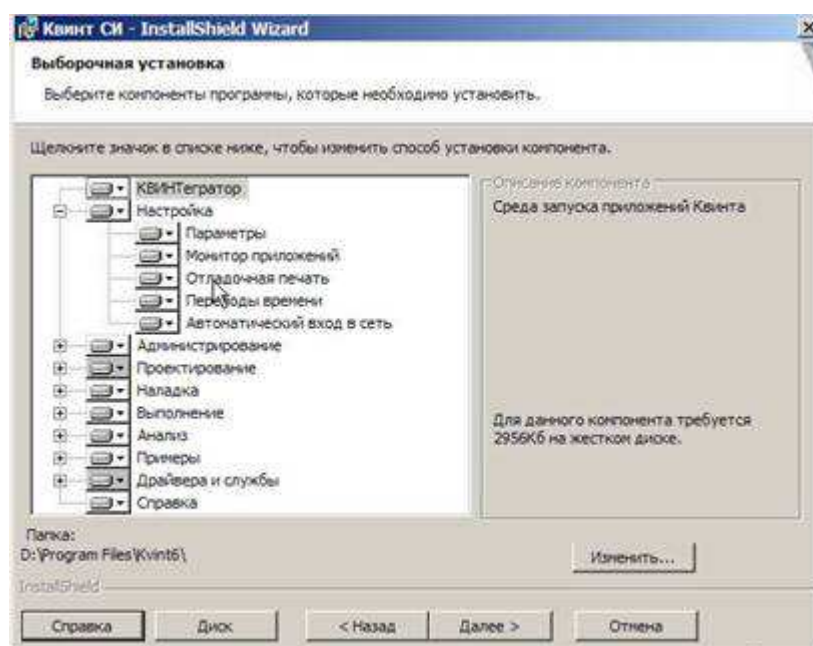 Квинт СИ - InstallShield Wizard
Выборочная установка
Выберите компоненты программы, которые необходимо установить.
Щелкните значок в списке ниже, чтобы изменить способ установки компонента.
КВИНТегратор
Настройка
Параметры
Монитор приложений
Отладочная печать
Переводы времени
Автоматический вход в сеть
Администрирование
Проектирование
Наладка
Выполнение
Анализ
Примеры
Драйвера и службы
Справка
Описание компонента
Среда запуска приложений Квинта
Для данного компонента требуется
2956Кб на жестком диске.
Папка:
D:\Program Files\Kvint6\
Изменить...
InstallShield
Справка Диск < Назад Далее > Отмена